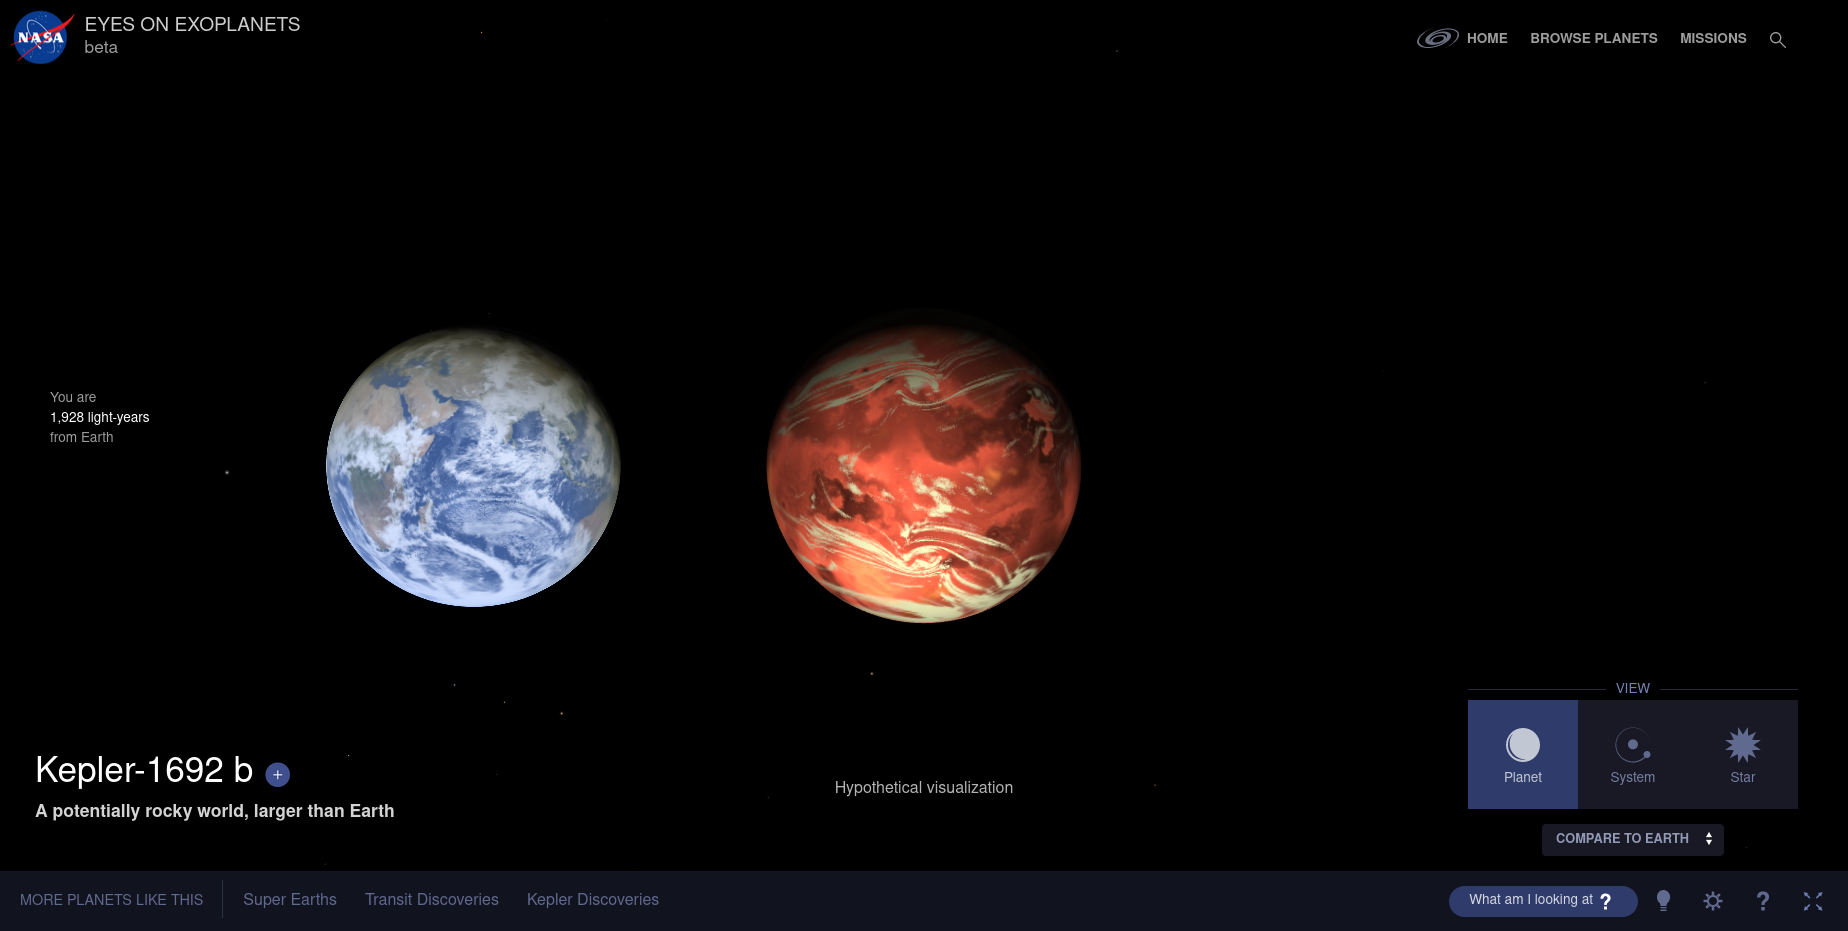 NASA
EYES ON EXOPLANETS
beta
HOME
BROWSE PLANETS
MISSIONS
You are
1,928 light-years
from Earth
VIEW
Planet
System
Star
COMPARE TO EARTH
Kepler-1692 b +
A potentially rocky world, larger than Earth
Hypothetical visualization
MORE PLANETS LIKE THIS
Super Earths
Transit Discoveries
Kepler Discoveries
What am I looking at ?
?